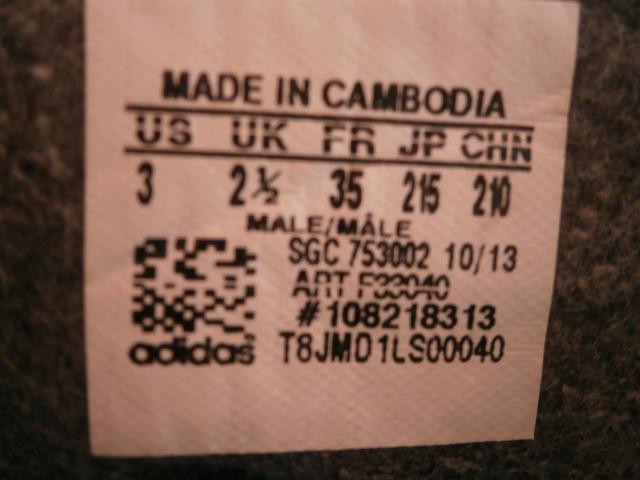 MADE IN CAMBODIA
US UK FR JP CHN
3 2½ 35 215 210
MALE/MÂLE
SGC 753002 10/13
ART F33040
#108218313
adidas T8JMD1LS00040